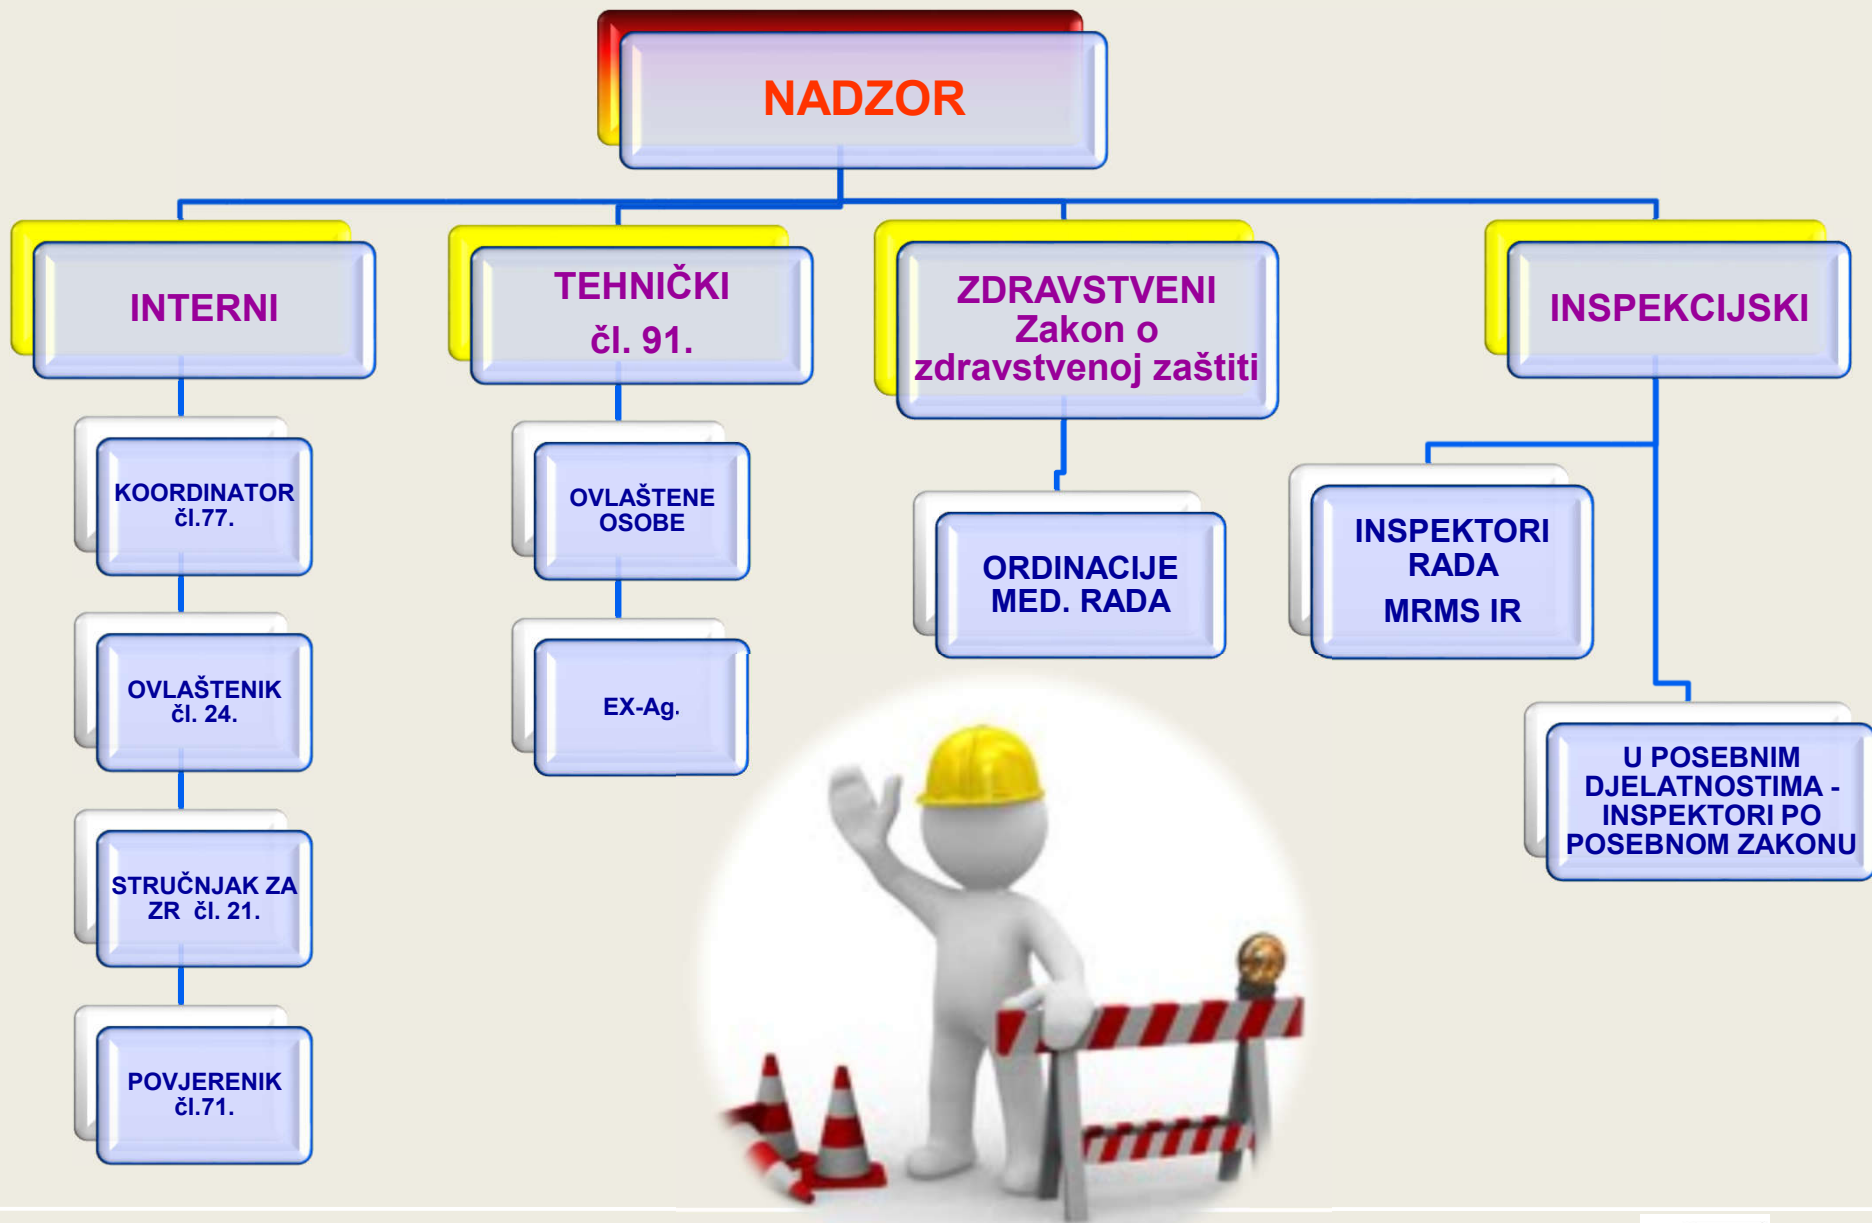 NADZOR
INTERNI
KOORDINATOR
čl.77.
OVLAŠTENIK
čl. 24.
STRUČNJAK ZA
ZR čl. 21.
POVJERENIK
čl.71.
TEHNIČKI
čl. 91.
OVLAŠTENE
OSOBE
EX-Ag.
ZDRAVSTVENI
Zakon o
zdravstvenoj zaštiti
ORDINACIJE
MED. RADA
INSPEKCIJSKI
INSPEKTORI
RADA
MRMS IR
U POSEBNIM
DJELATNOSTIMA -
INSPEKTORI PO
POSEBNOM ZAKONU